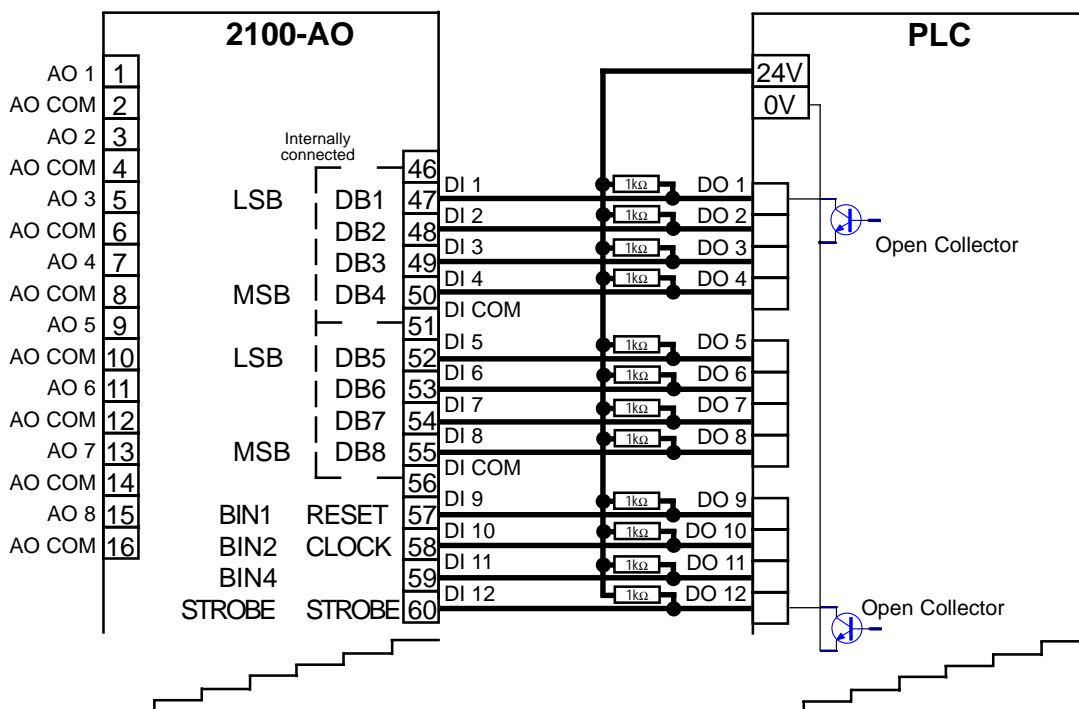 2100-AO
PLC
AO 1 1
AO COM 2
AO 2 3
AO COM 4
AO 3 5
AO COM 6
AO 4 7
AO COM 8
AO 5 9
AO COM 10
AO 6 11
AO COM 12
AO 7 13
AO COM 14
AO 8 15
AO COM 16
Internally
connected
46
LSB DB1 47 DI 1
DB2 48 DI 2
DB3 49 DI 3
MSB DB4 50 DI 4
51 DI COM
LSB DB5 52 DI 5
DB6 53 DI 6
DB7 54 DI 7
MSB DB8 55 DI 8
56 DI COM
BIN1 RESET 57 DI 9
BIN2 CLOCK 58 DI 10
BIN4 59 DI 11
STROBE STROBE 60 DI 12
24V
0V
1kΩ DO 1
1kΩ DO 2
1kΩ DO 3
1kΩ DO 4
1kΩ DO 5
1kΩ DO 6
1kΩ DO 7
1kΩ DO 8
1kΩ DO 9
1kΩ DO 10
1kΩ DO 11
1kΩ DO 12
Open Collector
Open Collector